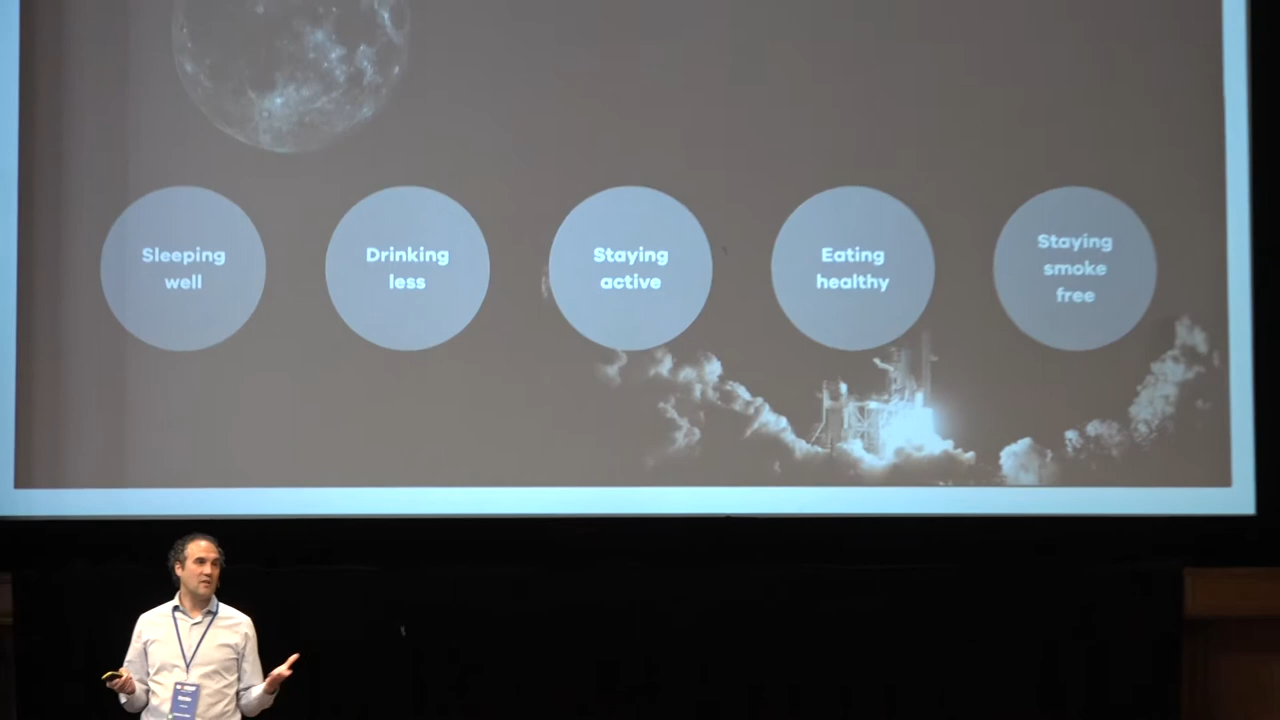 Sleeping
well
Drinking
less
Staying
active
Eating
healthy
Staying
smoke
free